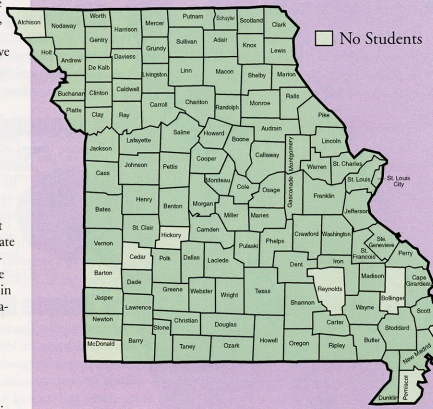 Atchison
Nodaway
Worth
Harrison
Mercer
Putnam
Schuyler
Scotland
Clark
Holt
Andrew
Gentry
De Kalb
Daviess
Grundy
Sullivan
Adair
Knox
Lewis
No Students
Buchanan
Clinton
Caldwell
Livingston
Linn
Macon
Shelby
Marion
Platte
Clay
Ray
Carroll
Chariton
Randolph
Monroe
Ralls
Pike
Jackson
Lafayette
Saline
Howard
Boone
Audrain
Callaway
Montgomery
Lincoln
Warren
St. Charles
St. Louis
St. Louis
City
Cass
Johnson
Pettis
Cooper
Moniteau
Cole
Osage
Gasconade
Franklin
Jefferson
Bates
Henry
Benton
Morgan
Miller
Maries
St. Clair
Hickory
Camden
Pulaski
Phelps
Crawford
Washington
St.
Francois
Ste.
Genevieve
Perry
Vernon
Cedar
Polk
Dallas
Laclede
Dent
Iron
Madison
Cape
Girardeau
Barton
Dade
Greene
Webster
Wright
Texas
Shannon
Reynolds
Wayne
Bollinger
Scott
Jasper
Lawrence
Christian
Douglas
Carter
Butler
Stoddard
Newton
McDonald
Barry
Stone
Taney
Ozark
Howell
Oregon
Ripley
New Madrid
Dunklin
Pemiscot
ve
t
ate
e
in
a-